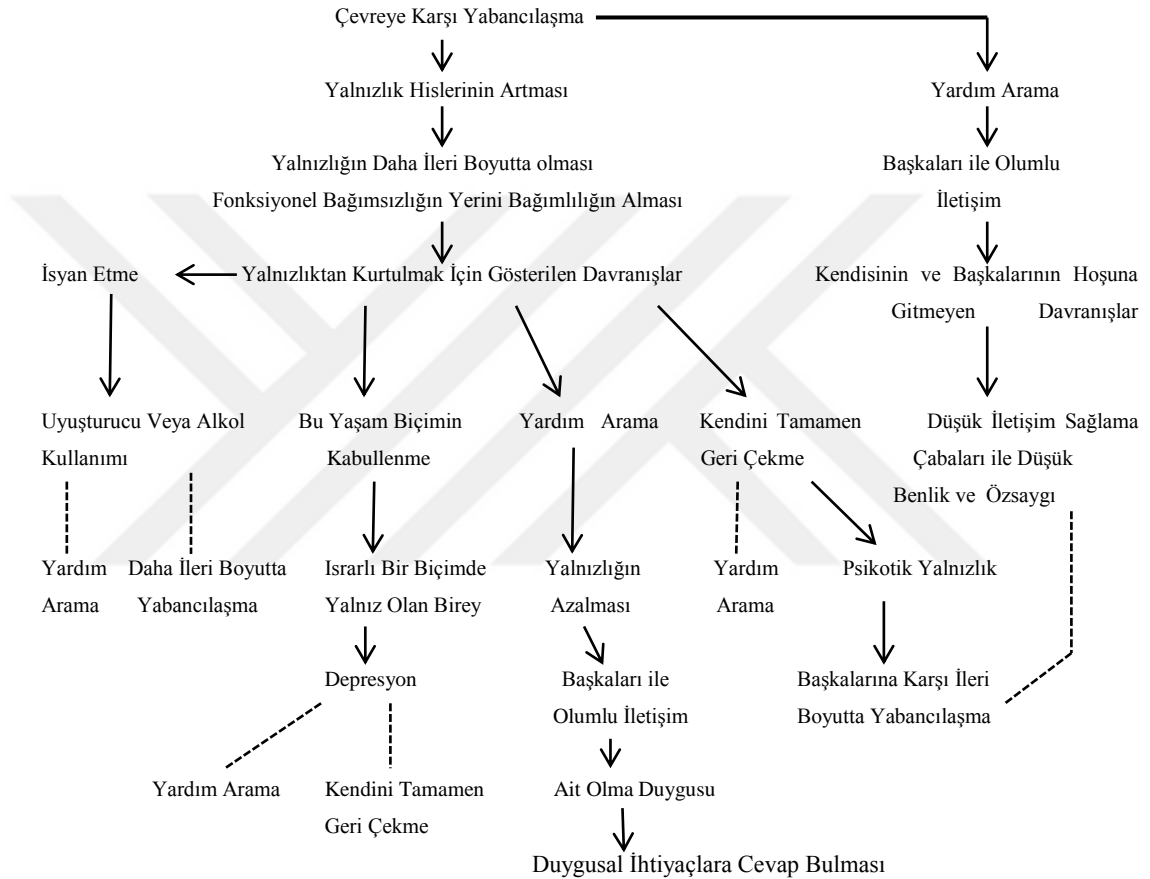 Çevreye Karşı Yabancılaşma
Yalnızlık Hislerinin Artması
Yardım Arama
Yalnızlığın Daha İleri Boyutta olması
Fonksiyonel Bağımsızlığın Yerini Bağımlılığın Alması
Başkaları ile Olumlu
İletişim
İsyan Etme
Yalnızlıktan Kurtulmak İçin Gösterilen Davranışlar
Kendisinin ve Başkalarının Hoşuna
Gitmeyen Davranışlar
Uyuşturucu Veya Alkol
Kullanımı
Bu Yaşam Biçimin
Kabullenme
Yardım Arama
Kendini Tamamen
Geri Çekme
Düşük İletişim Sağlama
Çabaları ile Düşük
Benlik ve Özsaygı
Yardım
Arama
Daha İleri Boyutta
Yabancılaşma
Israrlı Bir Biçimde
Yalnız Olan Birey
Yalnızlığın
Azalması
Yardım
Arama
Psikotik Yalnızlık
Depresyon
Başkaları ile
Olumlu İletişim
Başkalarına Karşı İleri
Boyutta Yabancılaşma
Yardım Arama
Kendini Tamamen
Geri Çekme
Ait Olma Duygusu
Duygusal İhtiyaçlara Cevap Bulması